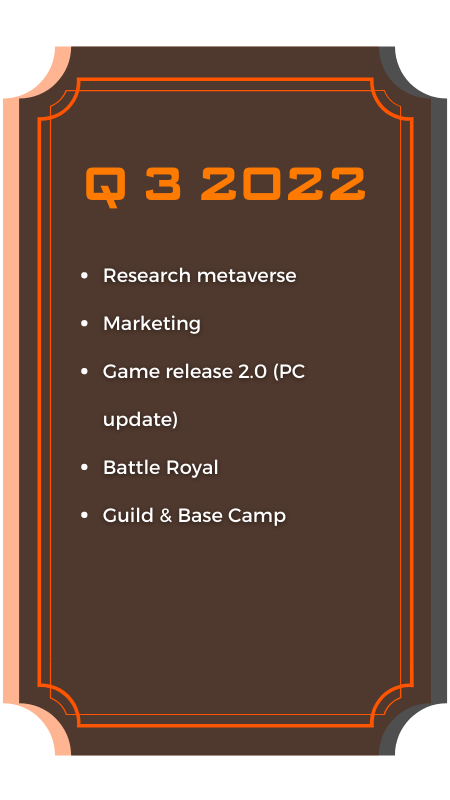 Q 3 2022
• Research metaverse
• Marketing
• Game release 2.0 (PC
update)
• Battle Royal
• Guild & Base Camp